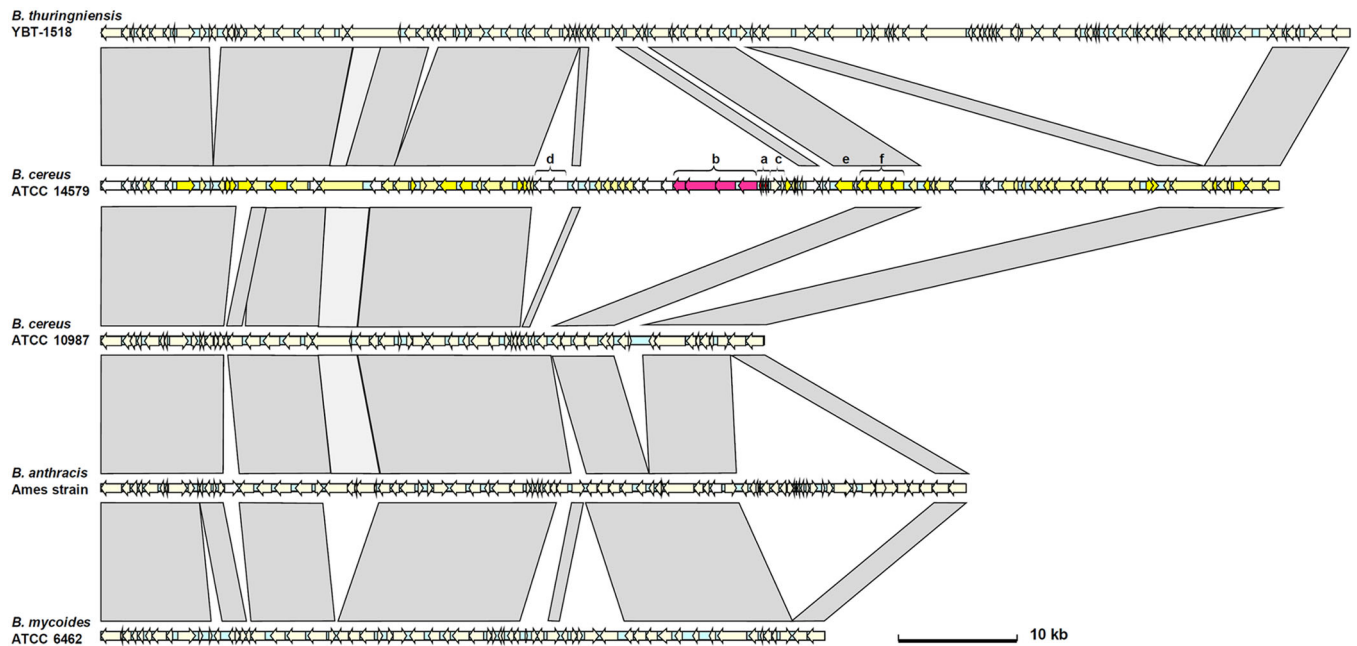 B. thuringniensis
YBT-1518
d
b
a
c
e
f
B. cereus
ATCC 14579
B. cereus
ATCC 10987
B. anthracis
Ames strain
B. mycoides
ATCC 6462
10 kb